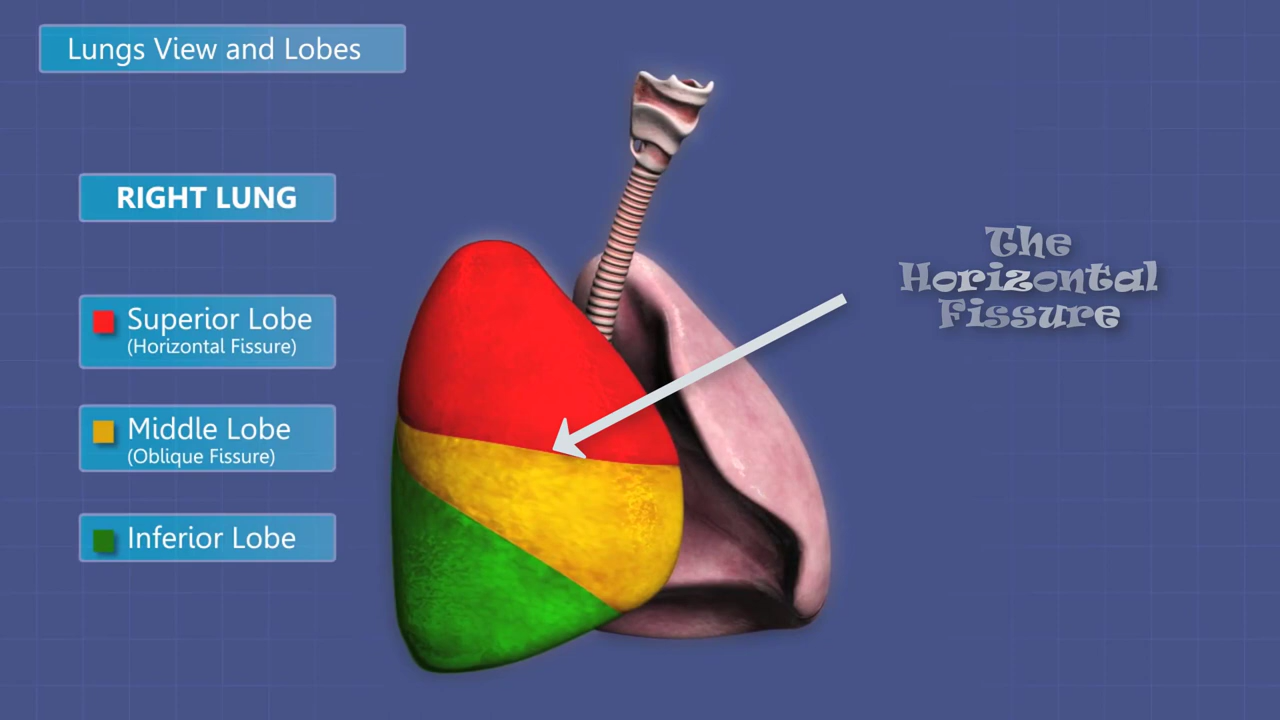 Lungs View and Lobes
RIGHT LUNG
Superior Lobe
(Horizontal Fissure)
Middle Lobe
(Oblique Fissure)
Inferior Lobe
The
Horizontal
Fissure